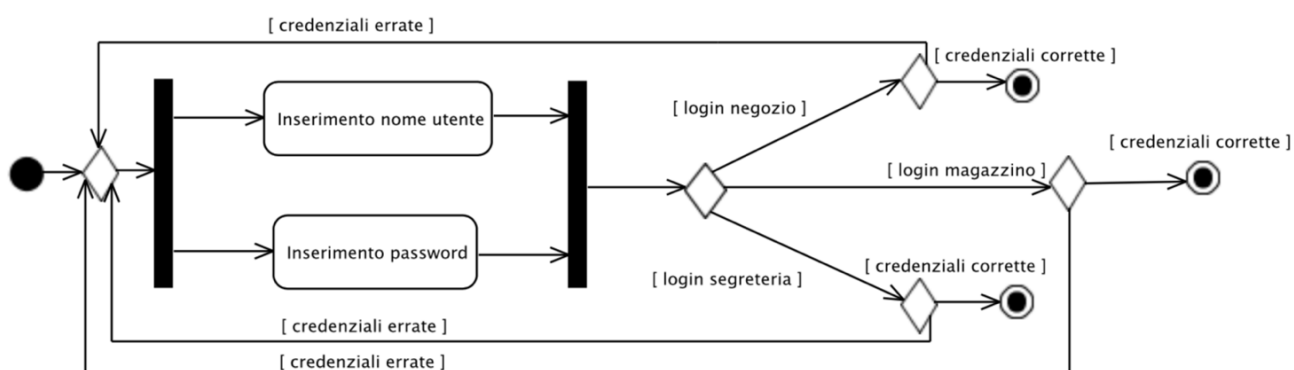 [ credenziali errate ]
[ credenziali corrette ]
[ login negozio ]
Inserimento nome utente
[ credenziali corrette ]
[ login magazzino ]
Inserimento password
[ credenziali corrette ]
[ login segreteria ]
[ credenziali errate ]
[ credenziali errate ]